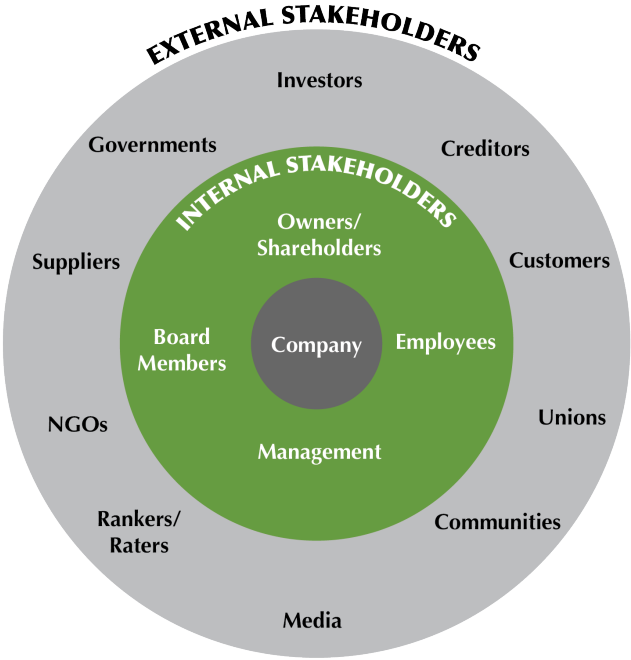 EXTERNAL STAKEHOLDERS
Investors
Governments
Creditors
INTERNAL STAKEHOLDERS
Owners/
Shareholders
Suppliers
Customers
Board
Members
Company
Employees
NGOs
Unions
Management
Rankers/
Raters
Communities
Media